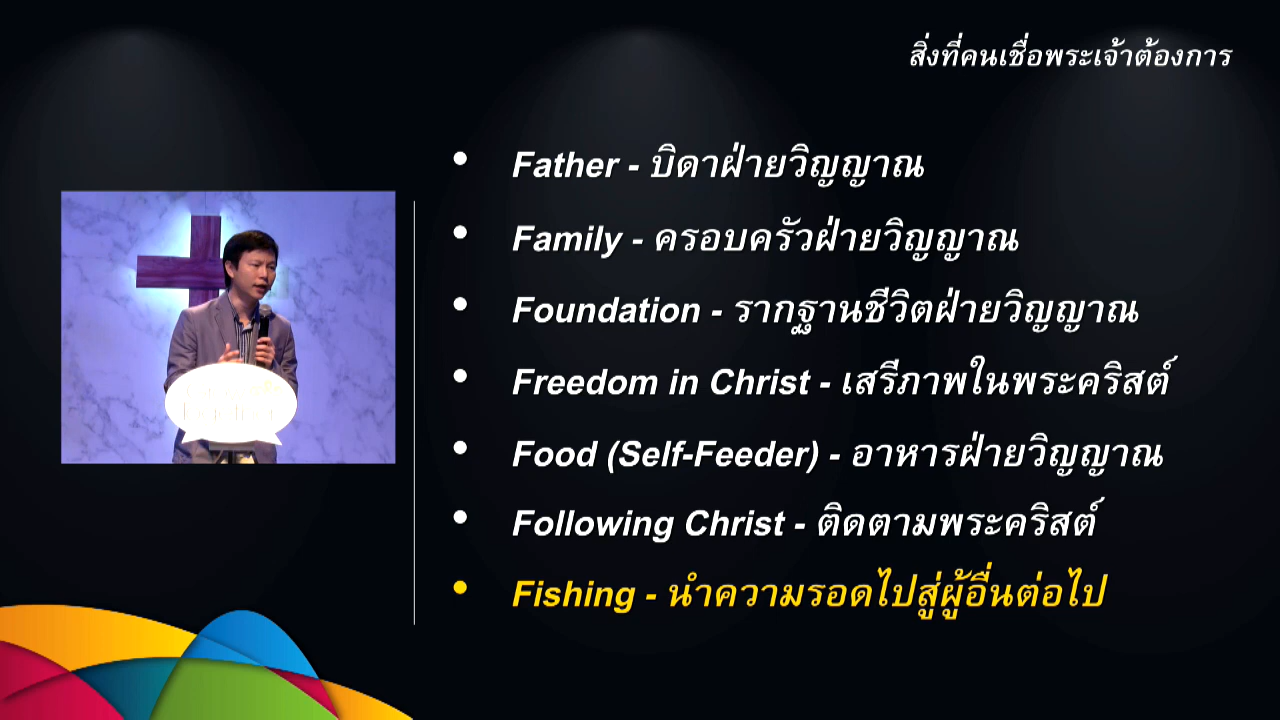 สิ่งที่คนเชื่อพระเจ้าต้องการ
• Father - บิดาฝ่ายวิญญาณ
• Family - ครอบครัวฝ่ายวิญญาณ
• Foundation - รากฐานชีวิตฝ่ายวิญญาณ
• Freedom in Christ - เสรีภาพในพระคริสต์
• Food (Self-Feeder) - อาหารฝ่ายวิญญาณ
• Following Christ - ติดตามพระคริสต์
• Fishing - นำความรอดไปสู่ผู้อื่นต่อไป